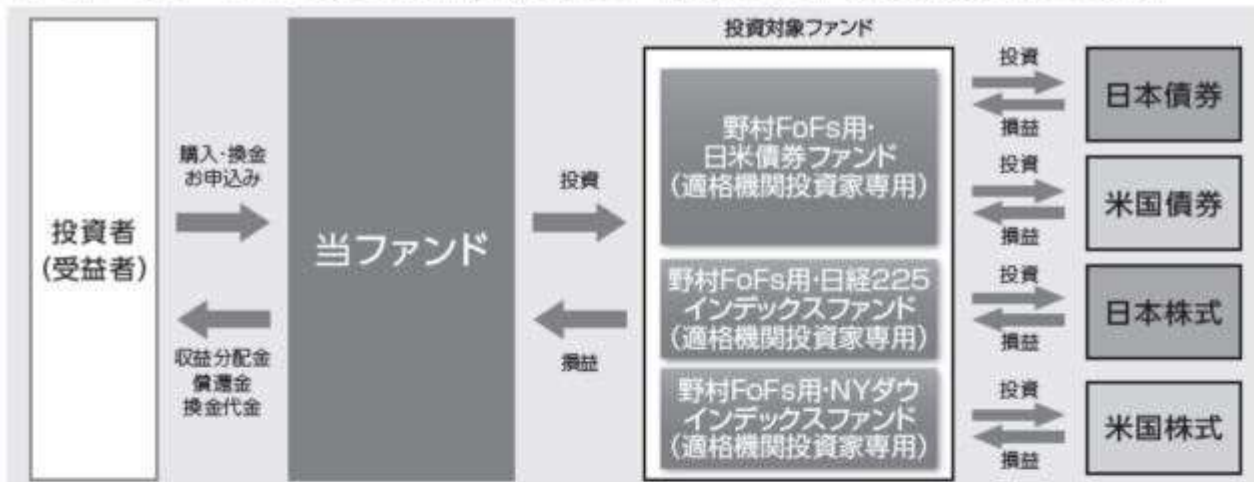 投資者
(受益者)
購入・換金
お申込み
収益分配金
償還金
換金代金
当ファンド
投資
損益
投資対象ファンド
野村FoFs用・
日米債券ファンド
(適格機関投資家専用)
野村FoFs用・日経225
インデックスファンド
(適格機関投資家専用)
野村FoFs用・NYダウ
インデックスファンド
(適格機関投資家専用)
投資
損益
日本債券
投資
損益
米国債券
投資
損益
日本株式
投資
損益
米国株式